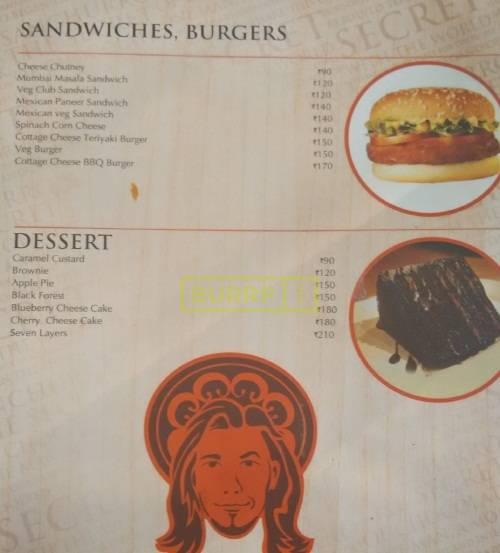 SANDWICHES, BURGERS
Cheese Chutney ₹90
Mumbai Masala Sandwich ₹120
Veg Club Sandwich ₹120
Mexican Paneer Sandwich ₹140
Mexican veg Sandwich ₹140
Spinach Corn Cheese ₹140
Cottage Cheese Teriyaki Burger ₹150
Veg Burger ₹150
Cottage Cheese BBQ Burger ₹170
DESSERT
Caramel Custard ₹90
Brownie ₹120
Apple Pie ₹150
Black Forest ₹150
Blueberry Cheese Cake ₹180
Cherry Cheese Cake ₹180
Seven Layers ₹210
BURRP!
SECRE
SEC